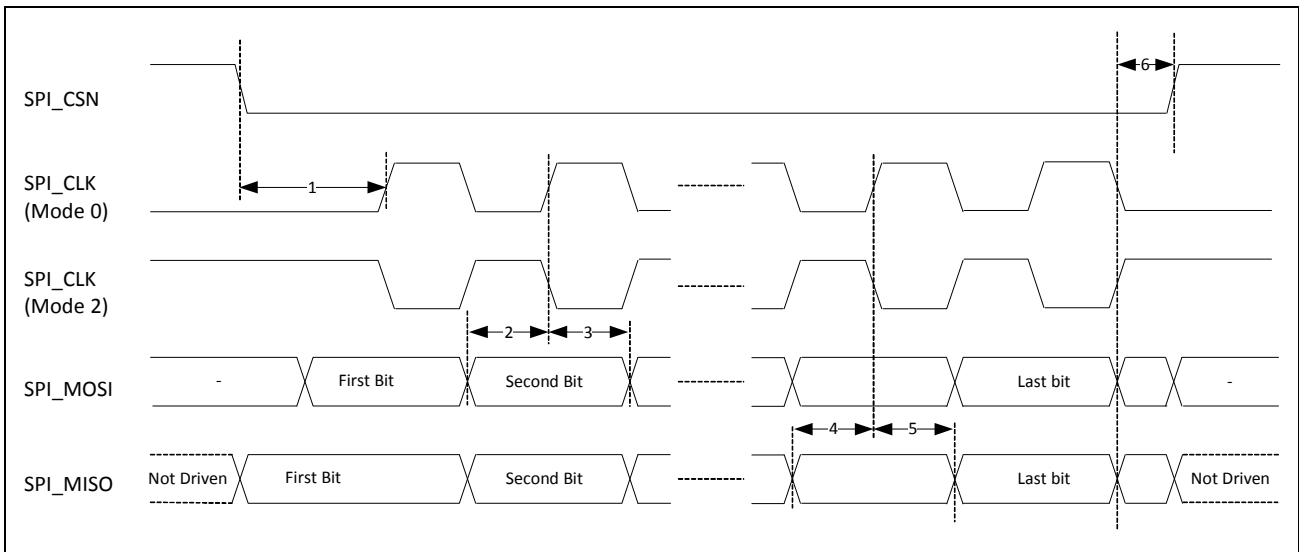 6
SPI_CSN
SPI_CLK
(Mode 0)
1
SPI_CLK
(Mode 2)
2 3
SPI_MOSI - First Bit Second Bit Last bit -
4 5
SPI_MISO Not Driven First Bit Second Bit Last bit Not Driven